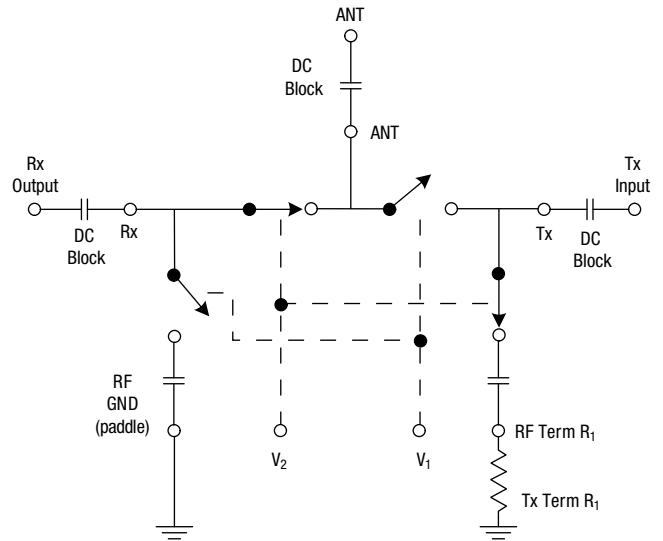 ANT
DC
Block
ANT
Rx
Output
Tx
Input
DC
Block
Rx
Tx
DC
Block
RF
GND
(paddle)
V2
V1
RF Term R1
Tx Term R1